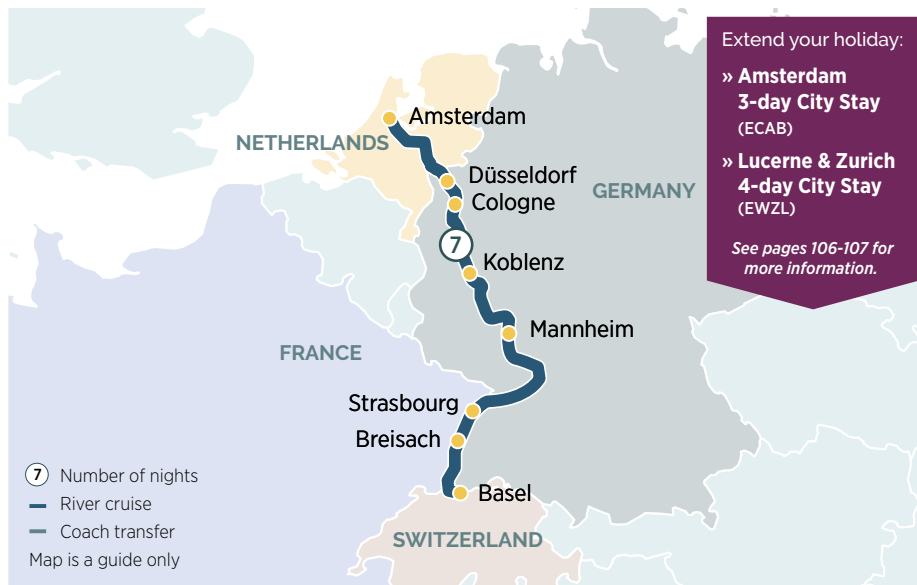 Extend your holiday:
» Amsterdam
3-day City Stay
(ECAB)
» Lucerne & Zurich
4-day City Stay
(EWZL)
See pages 106-107 for
more information.
Amsterdam
NETHERLANDS
Düsseldorf
GERMANY
Cologne
7
Koblenz
Mannheim
FRANCE
Strasbourg
Breisach
Basel
SWITZERLAND
7 Number of nights
River cruise
Coach transfer
Map is a guide only